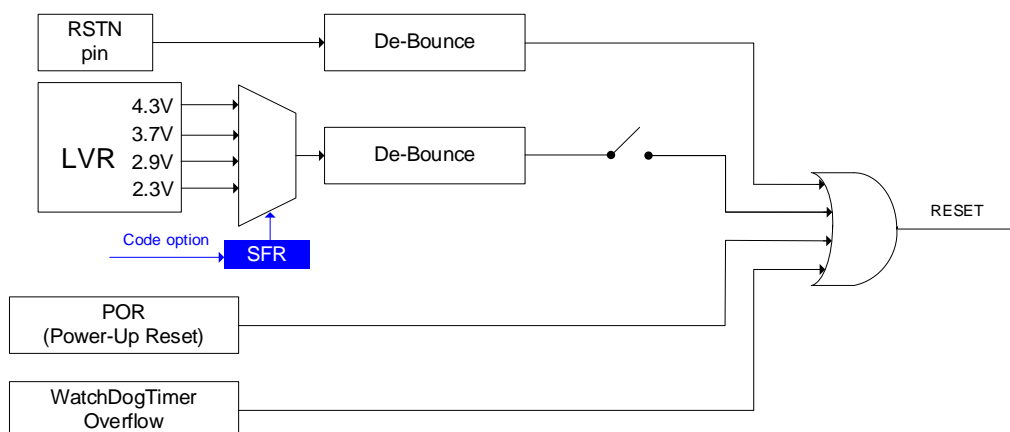 RSTN
pin
De-Bounce
4.3V
3.7V
LVR
2.9V
2.3V
De-Bounce
Code option
SFR
RESET
POR
(Power-Up Reset)
WatchDogTimer
Overflow